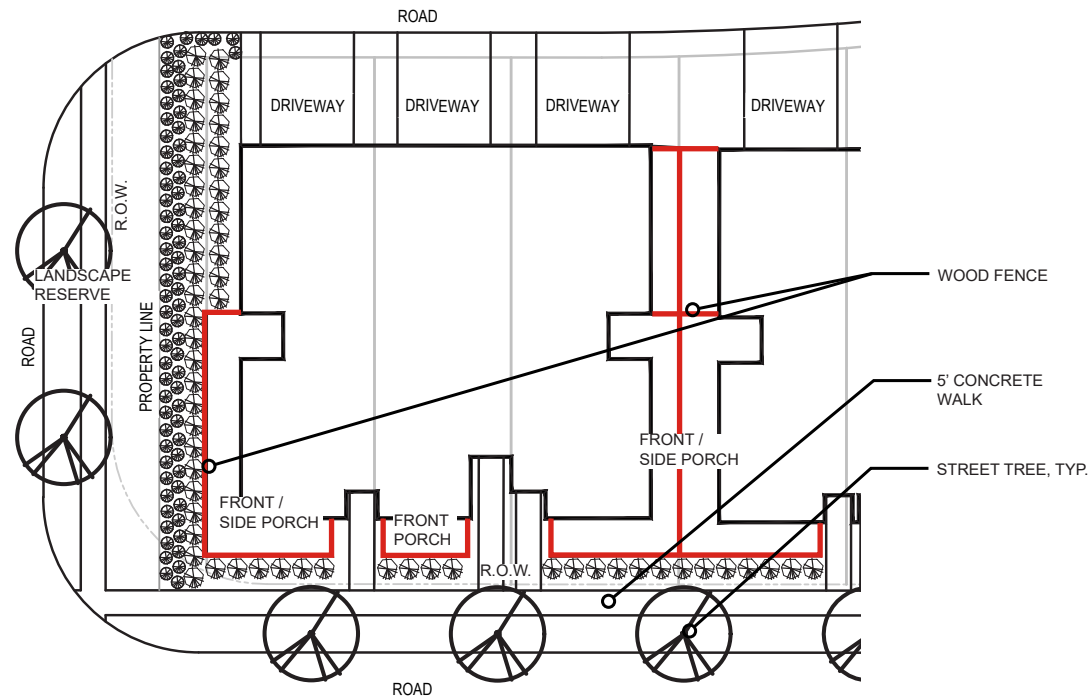 ROAD
DRIVEWAY
DRIVEWAY
DRIVEWAY
DRIVEWAY
R.O.W.
LANDSCAPE
RESERVE
ROAD
PROPERTY LINE
WOOD FENCE
5' CONCRETE
WALK
FRONT /
SIDE PORCH
STREET TREE, TYP.
FRONT /
SIDE PORCH
FRONT
PORCH
R.O.W.
ROAD